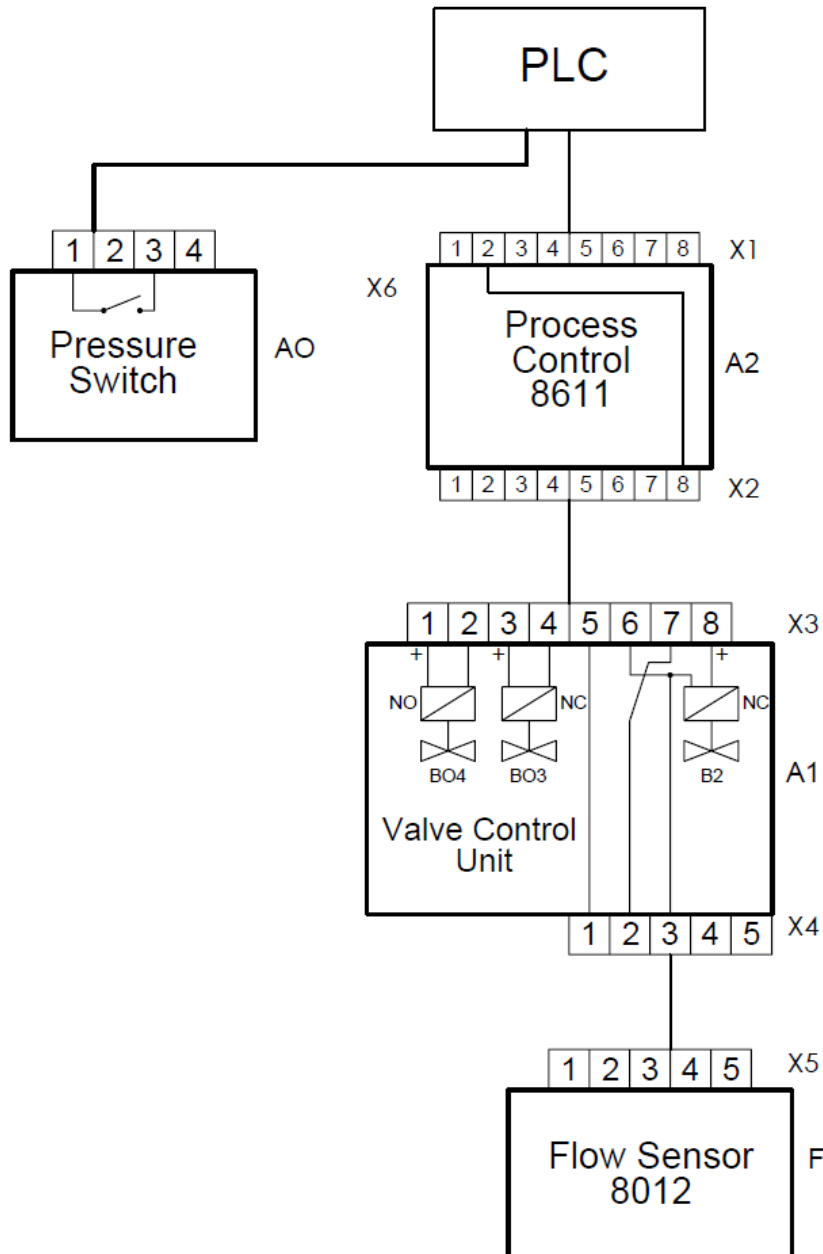 PLC
1 2 3 4
1 2 3 4 5 6 7 8 X1
X6
Pressure
Switch
AO
Process
Control
8611
A2
1 2 3 4 5 6 7 8 X2
1 2 3 4 5 6 7 8 X3
+ + +
NO NC NC
BO4 BO3 B2
A1
Valve Control
Unit
1 2 3 4 5 X4
1 2 3 4 5 X5
Flow Sensor
8012
F